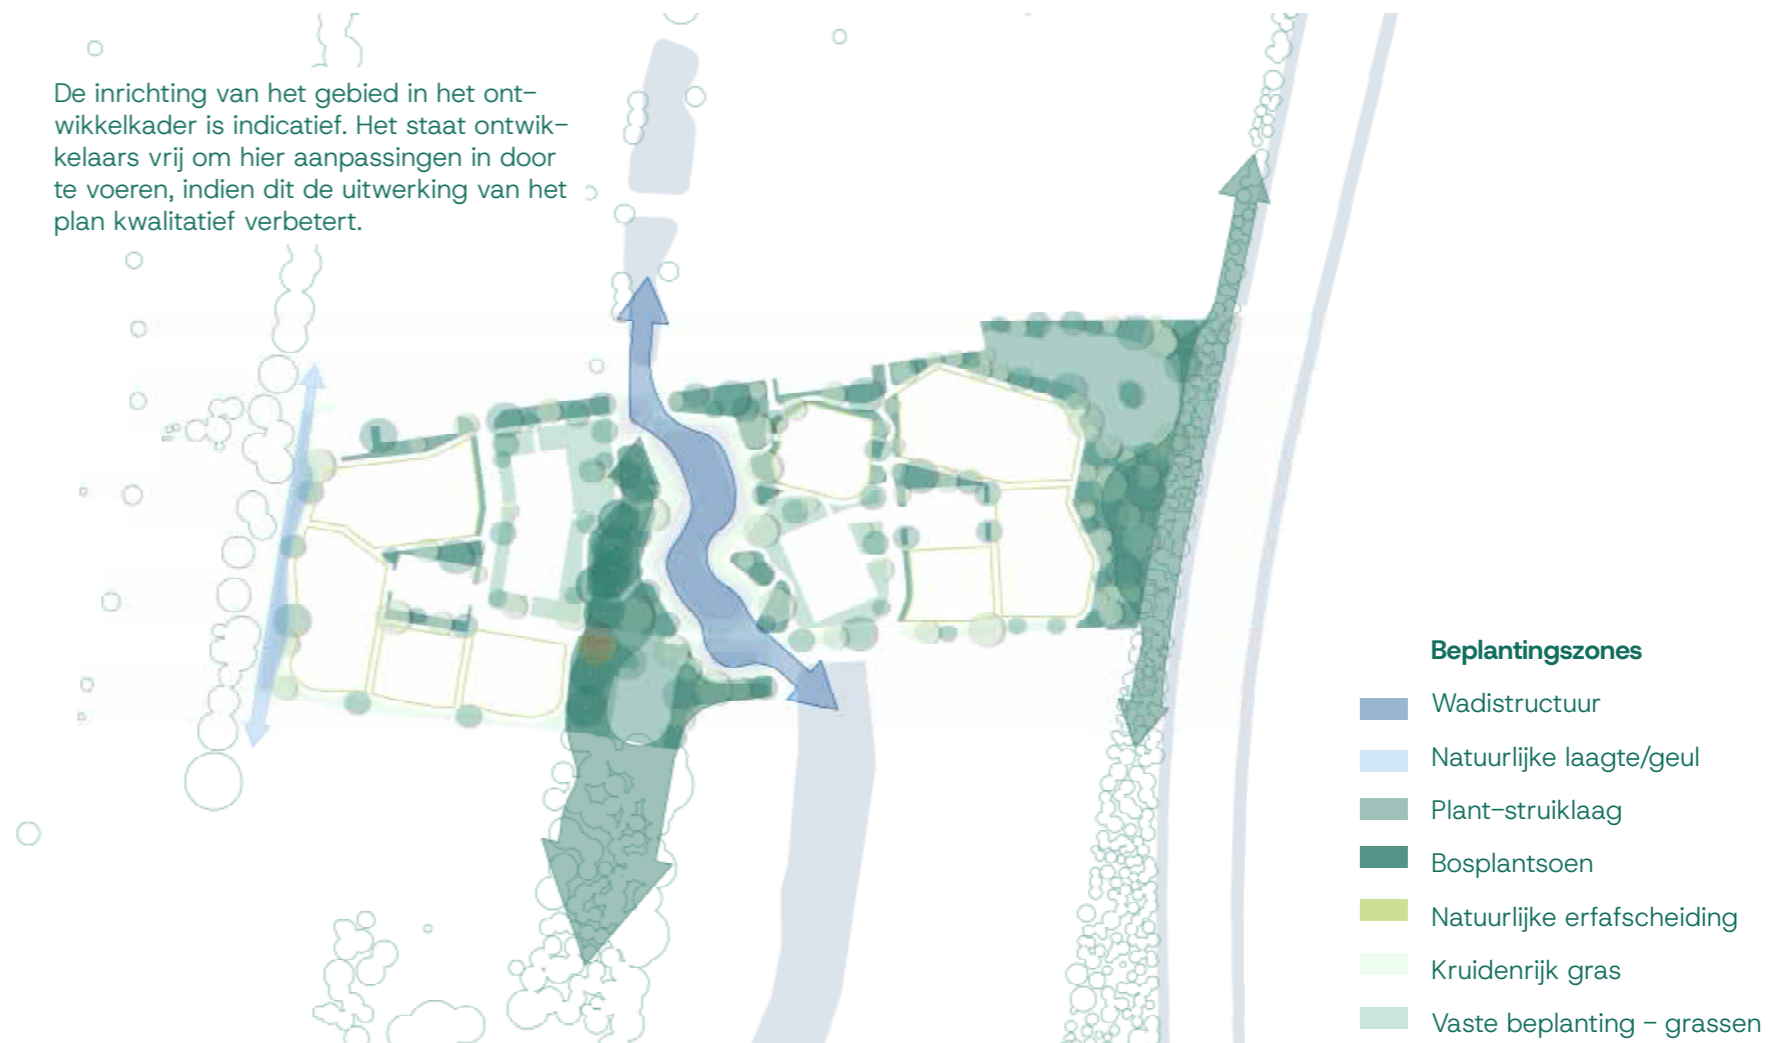 De inrichting van het gebied in het ont-
wikkelkader is indicatief. Het staat ontwik-
kelaars vrij om hier aanpassingen in door
te voeren, indien dit de uitwerking van het
plan kwalitatief verbetert.
Beplantingszones
Wadistructuur
Natuurlijke laagte/geul
Plant-struiklaag
Bosplantsoen
Natuurlijke erfafscheiding
Kruidenrijk gras
Vaste beplanting - grassen